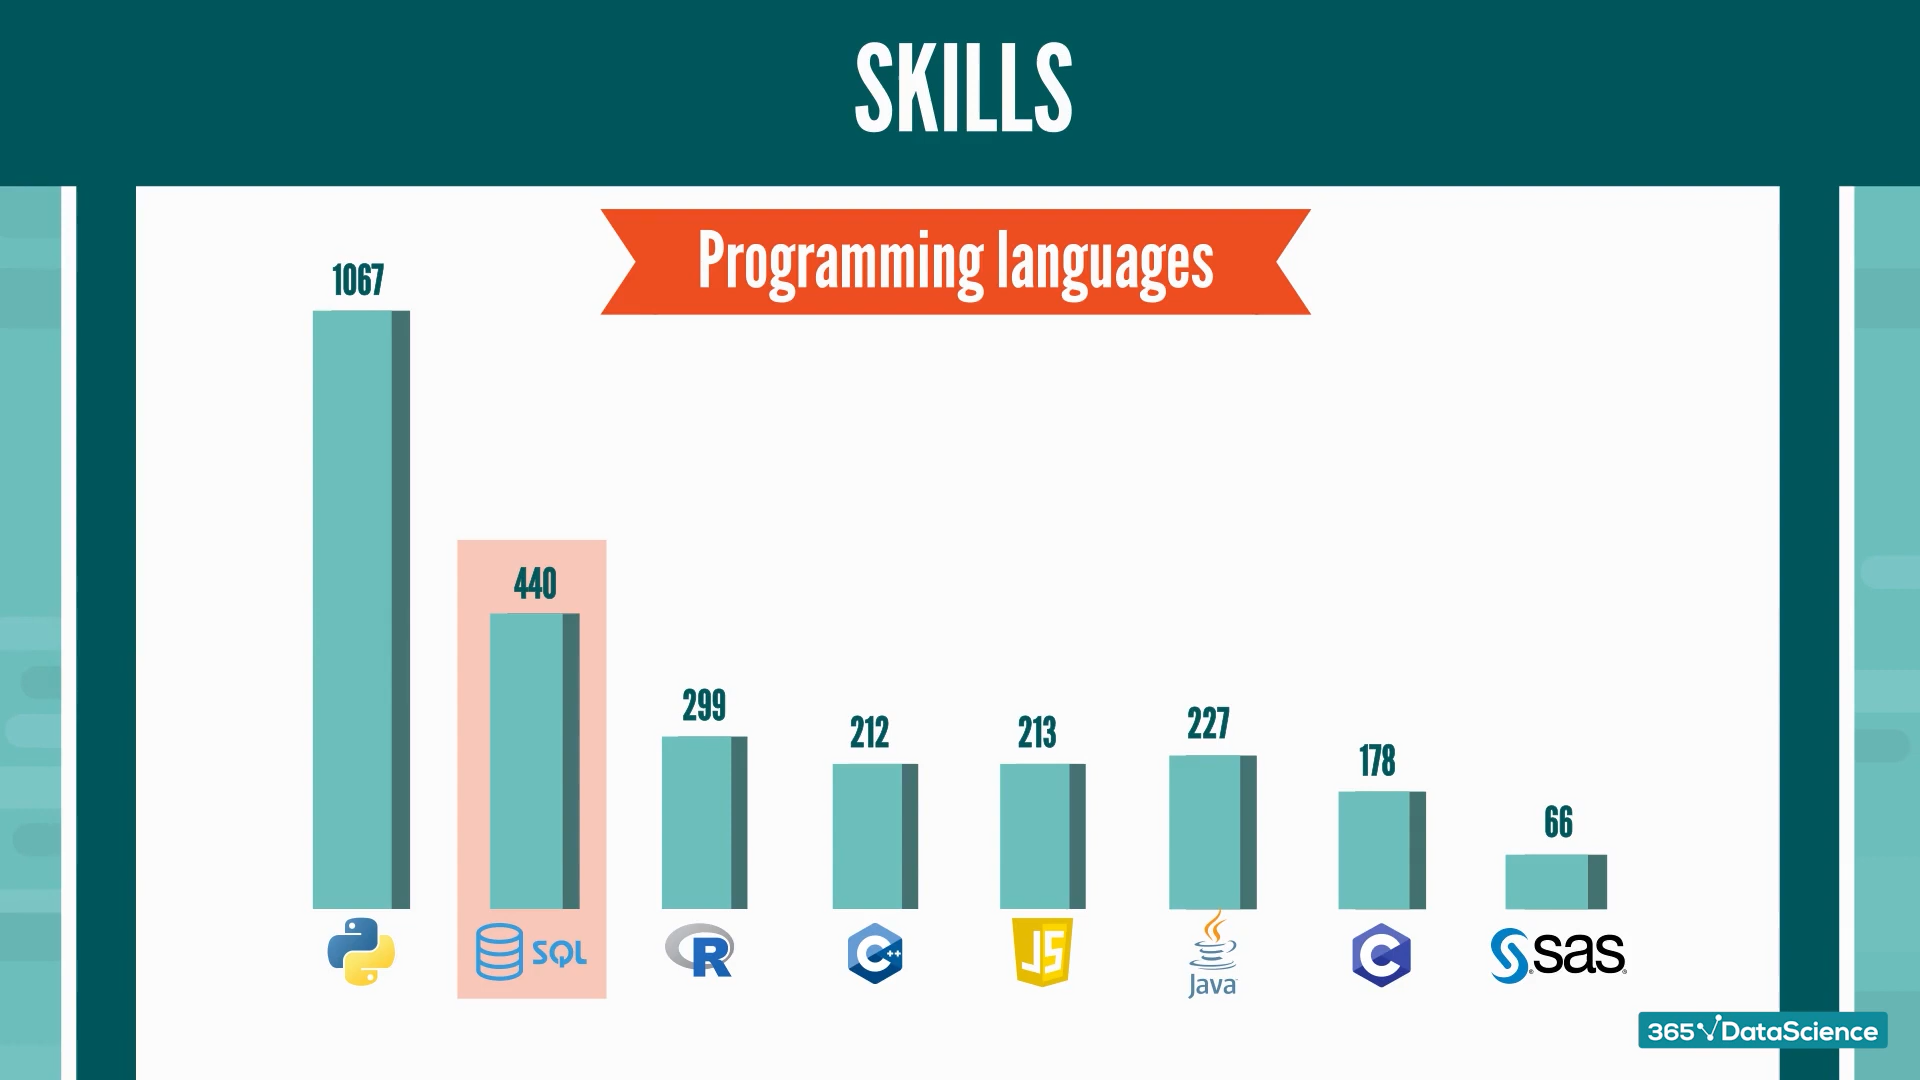 SKILLS
Programming languages
1067
440
299
212
213
227
178
66
SQL
R
C++
JS
Java
C
sas
365 DataScience